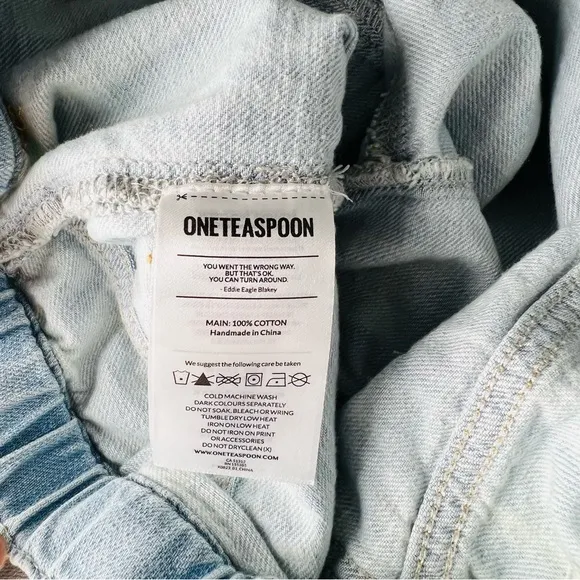 ONETEASPOON
YOU WENT THE WRONG WAY.
BUT THAT'S OK.
YOU CAN TURN AROUND.
- Eddie Eagle Blakey
MAIN: 100% COTTON
Handmade in China
We suggest the following care be taken
COLD MACHINE WASH
DARK COLOURS SEPARATELY
DO NOT SOAK, BLEACH OR WRING
TUMBLE DRY LOW HEAT
IRON ON LOW HEAT
DO NOT IRON ON PRINT
OR ACCESSORIES
DO NOT DRYCLEAN (X)
WWW.ONETEASPOON.COM